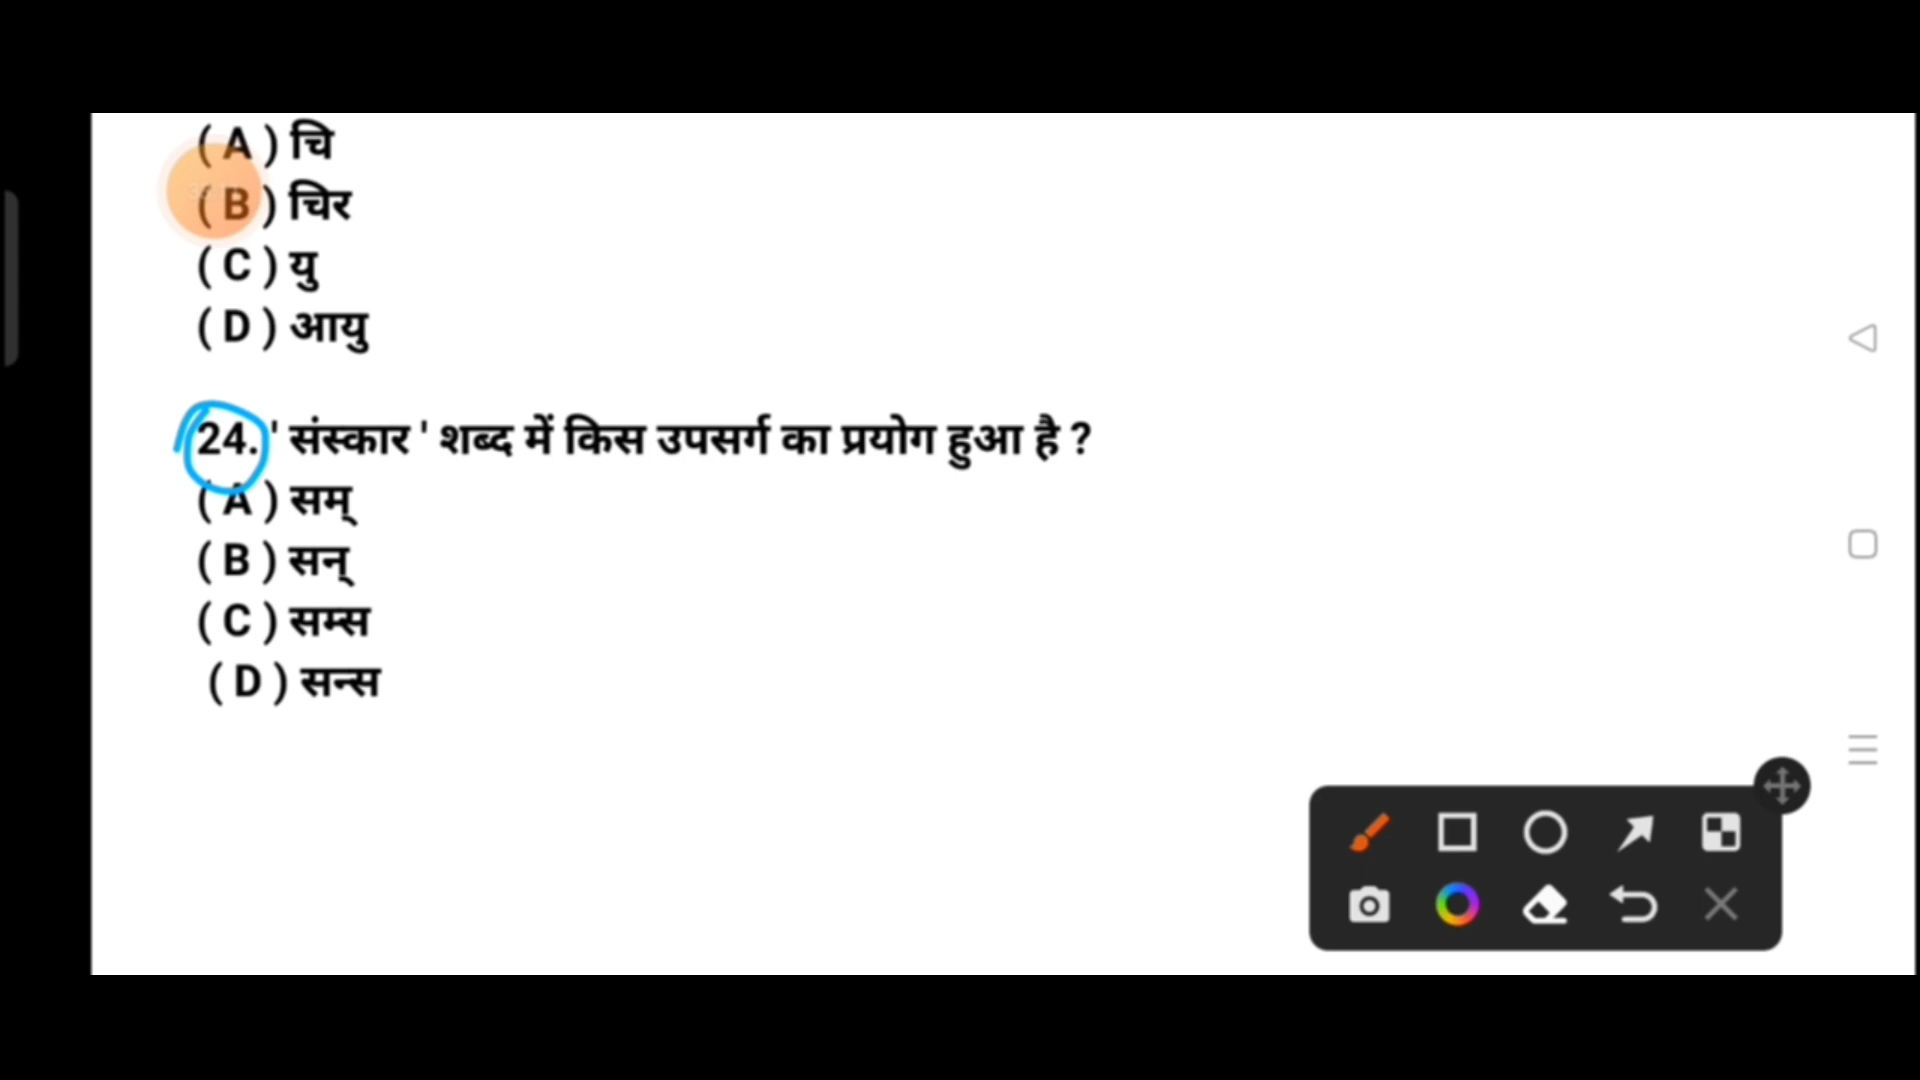 ( A ) चि
( B ) चिर
( C ) यु
( D ) आयु
24. ' संस्कार ' शब्द में किस उपसर्ग का प्रयोग हुआ है ?
( A ) सम्
( B ) सन्
( C ) सम्स
( D ) सन्स